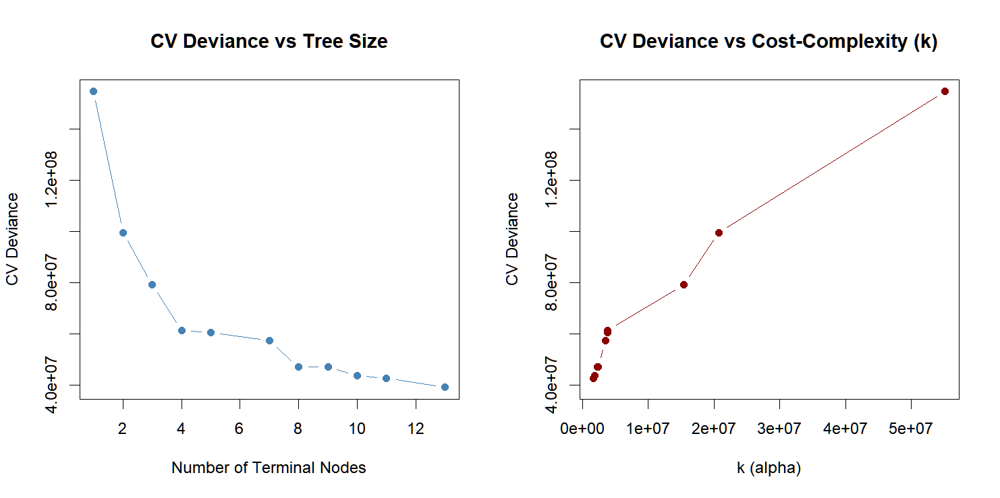 CV Deviance vs Tree Size
CV Deviance
4.0e+07
8.0e+07
1.2e+08
2
4
6
8
10
12
Number of Terminal Nodes
CV Deviance vs Cost-Complexity (k)
CV Deviance
4.0e+07
8.0e+07
1.2e+08
0e+00
1e+07
2e+07
3e+07
4e+07
5e+07
k (alpha)